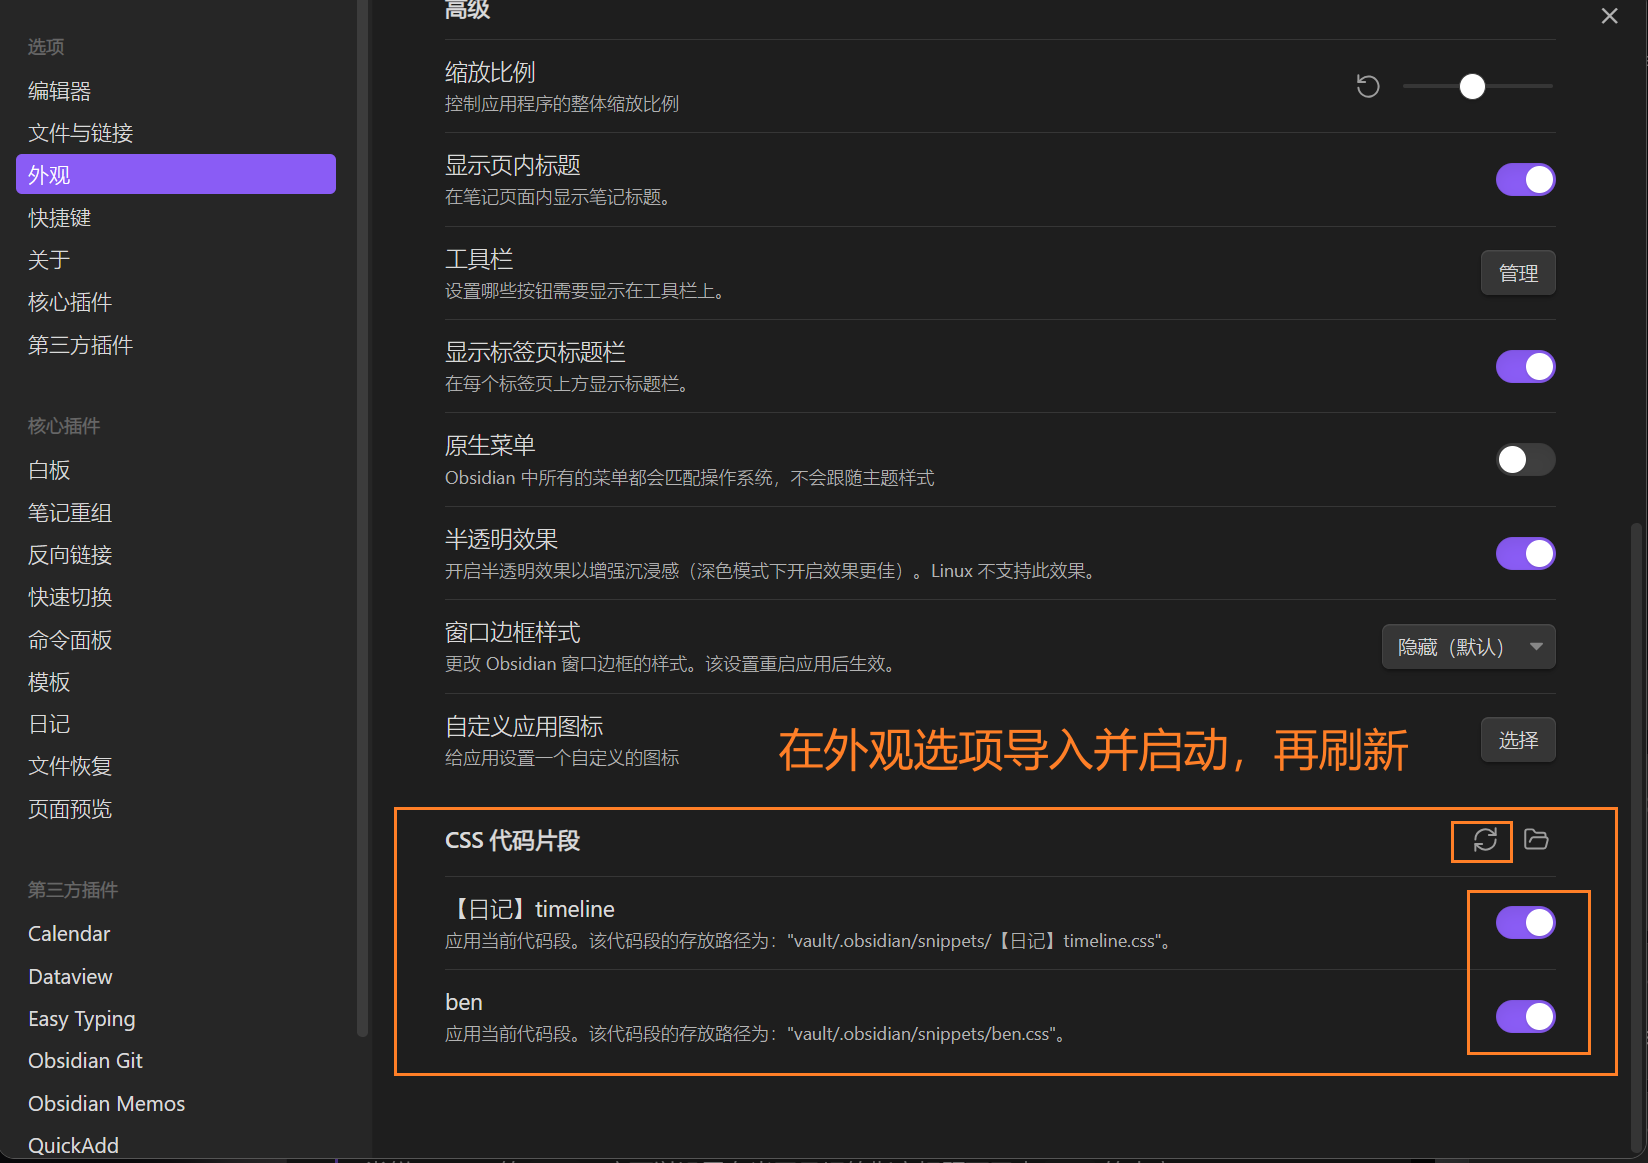 选项
编辑器
文件与链接
外观
快捷键
关于
核心插件
第三方插件
核心插件
白板
笔记重组
反向链接
快速切换
命令面板
模板
日记
文件恢复
页面预览
第三方插件
Calendar
Dataview
Easy Typing
Obsidian Git
Obsidian Memos
QuickAdd
高级
缩放比例
控制应用程序的整体缩放比例
显示页内标题
在笔记页面内显示笔记标题。
工具栏
设置哪些按钮需要显示在工具栏上。
管理
显示标签页标题栏
在每个标签页上方显示标题栏。
原生菜单
Obsidian 中所有的菜单都会匹配操作系统，不会跟随主题样式
半透明效果
开启半透明效果以增强沉浸感（深色模式下开启效果更佳）。Linux 不支持此效果。
窗口边框样式
更改 Obsidian 窗口边框的样式。该设置重启应用后生效。
隐藏（默认）
自定义应用图标
给应用设置一个自定义的图标
选择
在外观选项导入并启动，再刷新
CSS 代码片段
【日记】timeline
应用当前代码段。该代码段的存放路径为："vault/.obsidian/snippets/【日记】timeline.css"。
ben
应用当前代码段。该代码段的存放路径为："vault/.obsidian/snippets/ben.css"。